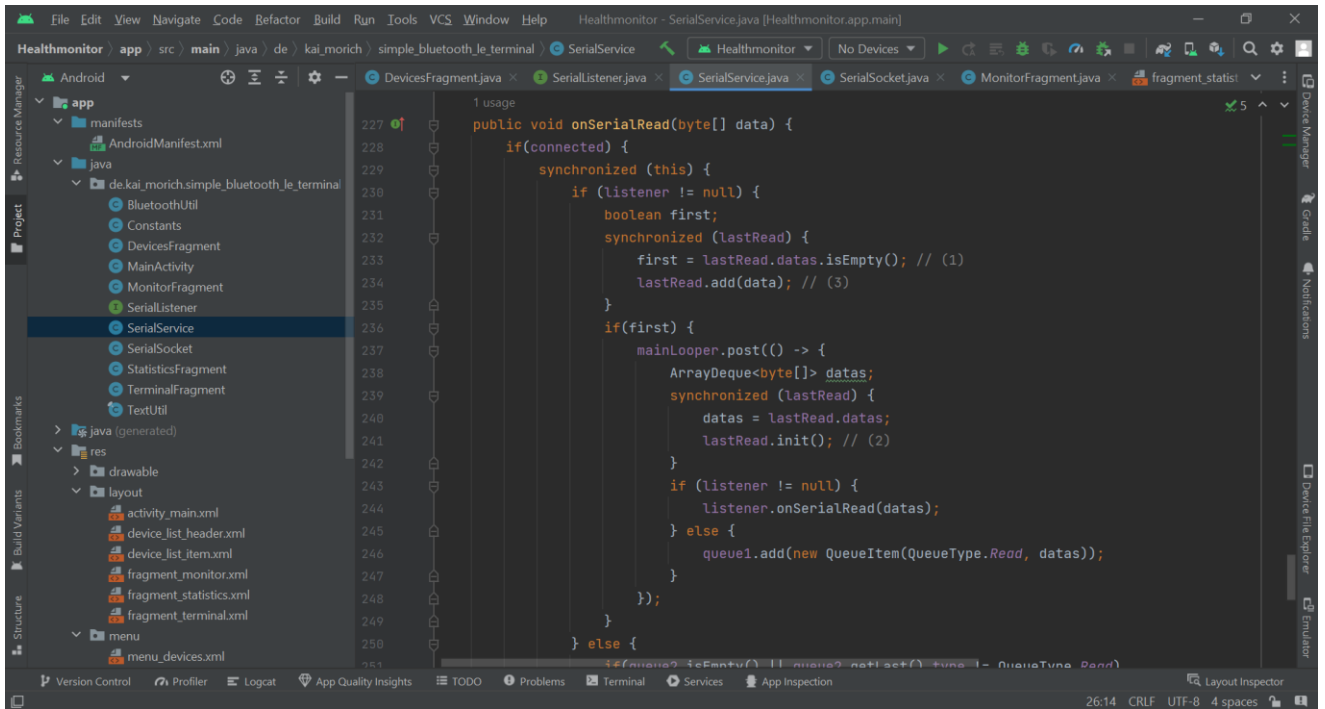 File Edit View Navigate Code Refactor Build Run Tools VCS Window Help Healthmonitor - SerialService.java [Healthmonitor.app.main]
Healthmonitor app src main java de kai_morich simple_bluetooth_le_terminal SerialService Healthmonitor No Devices
Android
DevicesFragment.java SerialListener.java SerialService.java SerialSocket.java MonitorFragment.java fragment_statist
Resource Manager
Project
Bookmarks
Build Variants
Structure
app
manifests
AndroidManifest.xml
java
de.kai_morich.simple_bluetooth_le_terminal
BluetoothUtil
Constants
DevicesFragment
MainActivity
MonitorFragment
SerialListener
SerialService
SerialSocket
StatisticsFragment
TerminalFragment
TextUtil
java (generated)
res
drawable
layout
activity_main.xml
device_list_header.xml
device_list_item.xml
fragment_monitor.xml
fragment_statistics.xml
fragment_terminal.xml
menu
menu_devices.xml
1 usage
5
227 public void onSerialRead(byte[] data) {
228 if(connected) {
229 synchronized (this) {
230 if (listener != null) {
231 boolean first;
232 synchronized (lastRead) {
233 first = lastRead.datas.isEmpty(); // (1)
234 lastRead.add(data); // (3)
235 }
236 if(first) {
237 mainLooper.post(() -> {
238 ArrayDeque<byte[]> datas;
239 synchronized (lastRead) {
240 datas = lastRead.datas;
241 lastRead.init(); // (2)
242 }
243 if (listener != null) {
244 listener.onSerialRead(datas);
245 } else {
246 queue1.add(new QueueItem(QueueType.Read, datas));
247 }
248 });
249 }
250 } else {
251 if(queue2.isEmpty() || queue2.getLast().type != QueueType.Read)
Device Manager
Gradle
Notifications
Device File Explorer
Emulator
Version Control Profiler Logcat App Quality Insights TODO Problems Terminal Services App Inspection Layout Inspector
26:14 CRLF UTF-8 4 spaces